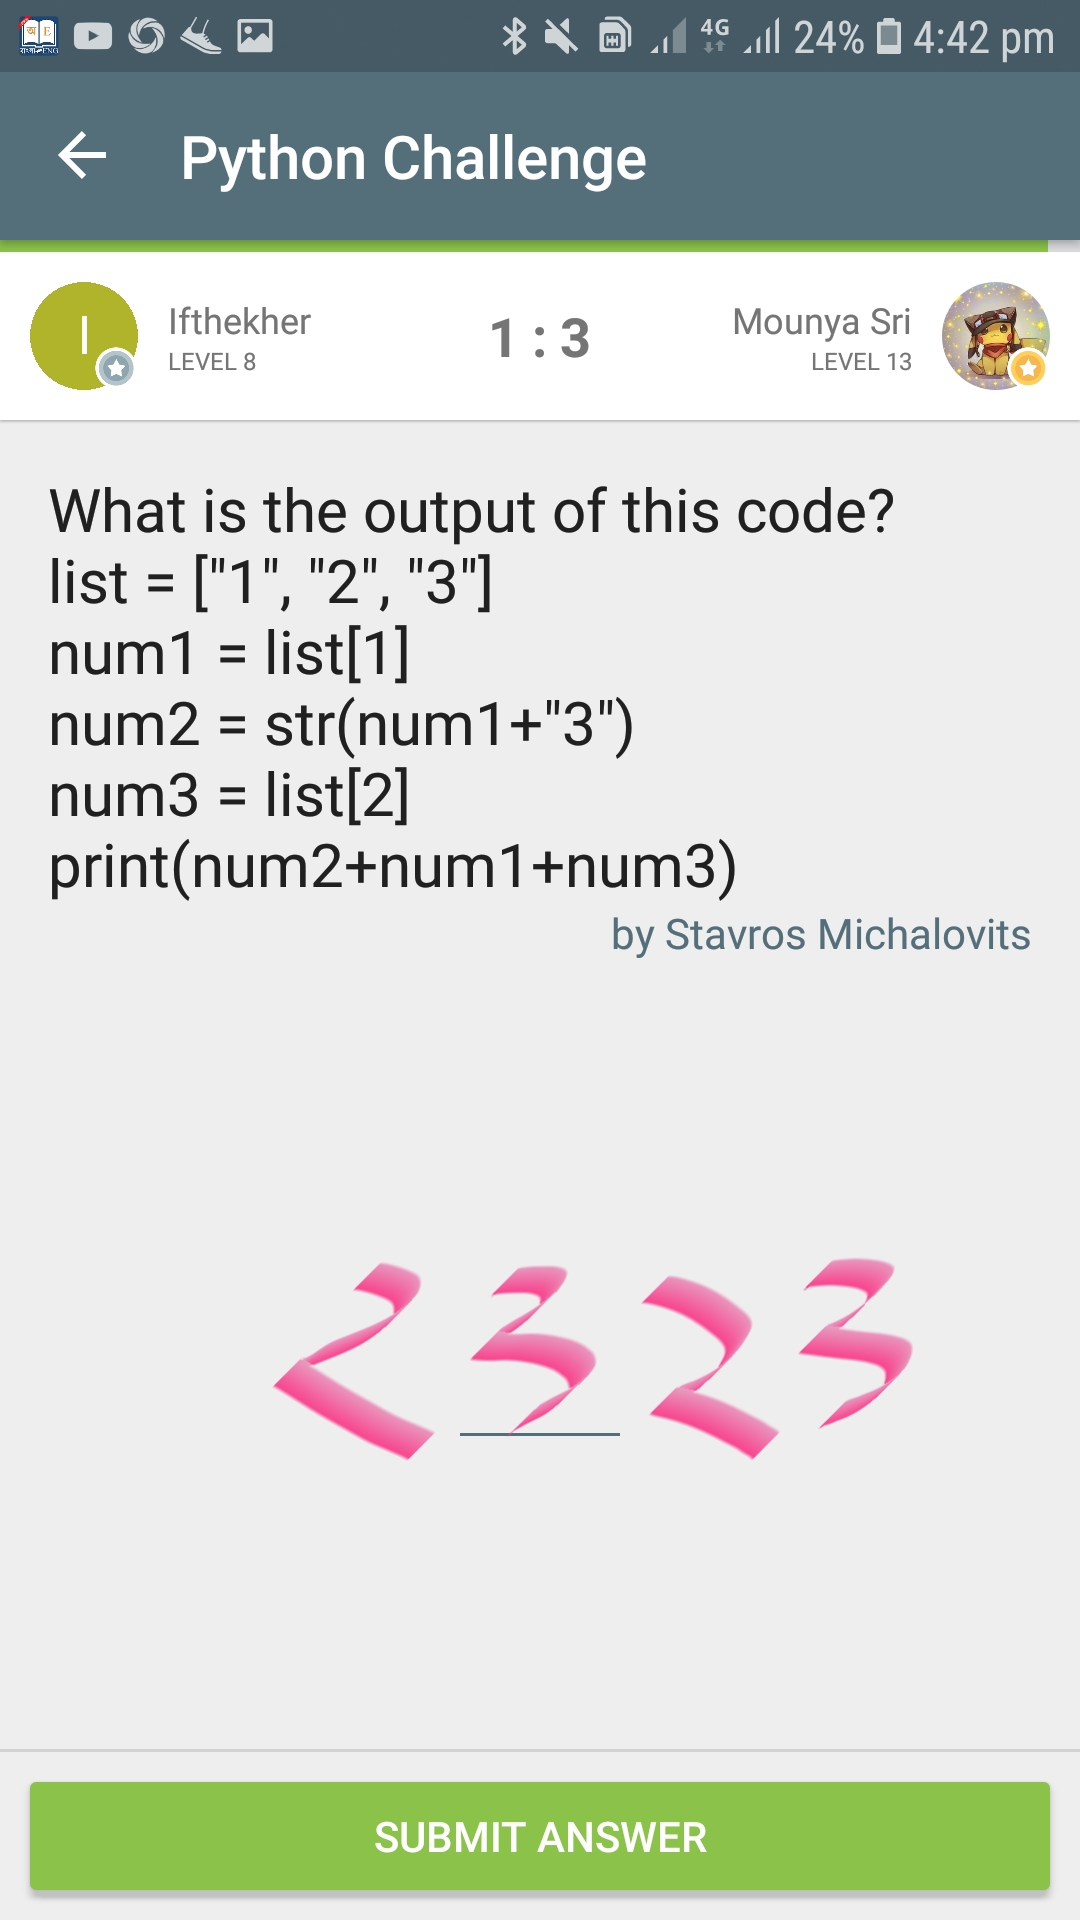 4G 24% 4:42 pm
Python Challenge
I Ifthekher 1 : 3 Mounya Sri
LEVEL 8 LEVEL 13
What is the output of this code?
list = ["1", "2", "3"]
num1 = list[1]
num2 = str(num1+"3")
num3 = list[2]
print(num2+num1+num3)
by Stavros Michalovits
2323
SUBMIT ANSWER